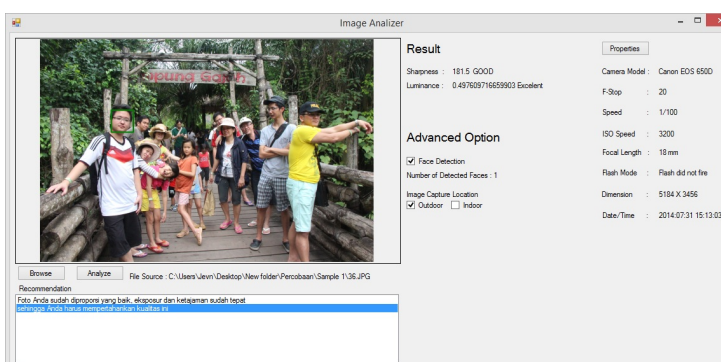 Image Analizer
Kampung Gajah
Result
Sharpness : 181.5 GOOD
Luminance : 0.497609716659903 Excelent
Advanced Option
Face Detection
Number of Detected Faces : 1
Image Capture Location
Outdoor Indoor
Properties
Camera Model : Canon EOS 650D
F-Stop : 20
Speed : 1/100
ISO Speed : 3200
Focal Length : 18 mm
Flash Mode : Flash did not fire
Dimension : 5184 X 3456
Date/Time : 2014:07:31 15:13:03
Browse Analyze File Source : C:\Users\Jevn\Desktop\New folder\Percobaan\Sample 1\36.JPG
Recommendation
Foto Anda sudah diproporsi yang baik, eksposur dan ketajaman sudah tepat
sehingga Anda harus mempertahankan kualitas ini